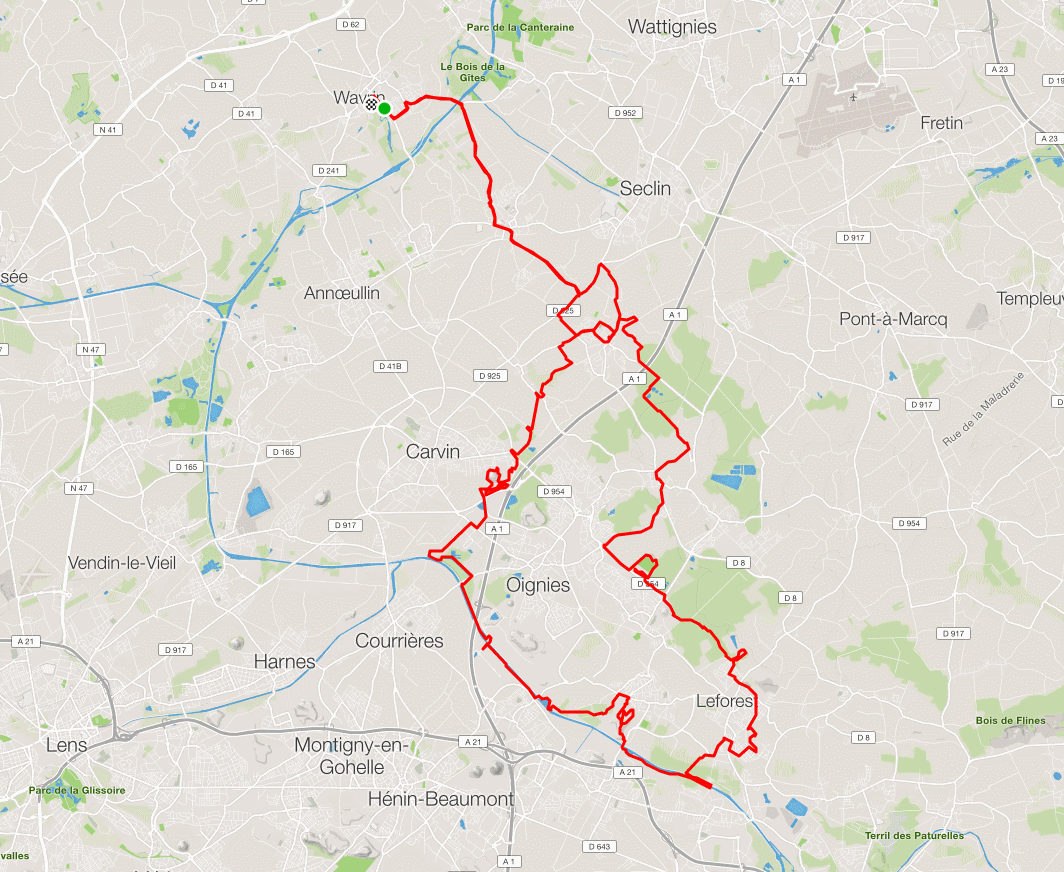 D 62
Parc de la Canteraine
Wattignies
Le Bois de la
Gîtes
A 1
A 23
D 41
Wavrin
D 41
D 952
Fretin
N 41
A 23
D 241
Seclin
D 917
sée
Annœullin
Templeuv
D 925
A 1
Pont-à-Marcq
N 47
D 41B
D 925
A 1
D 917
Rue de la Maladrerie
Carvin
D 165
D 165
N 47
D 954
D 917
A 1
D 954
Vendin-le-Vieil
D 8
Oignies
D 8
A 21
Courrières
D 917
D 917
Harnes
Lefores
Bois de Flines
Lens
Montigny-en-
Gohelle
A 21
D 8
A 21
Parc de la Glissoire
Hénin-Beaumont
Terril des Paturelles
valles
A 1
D 643